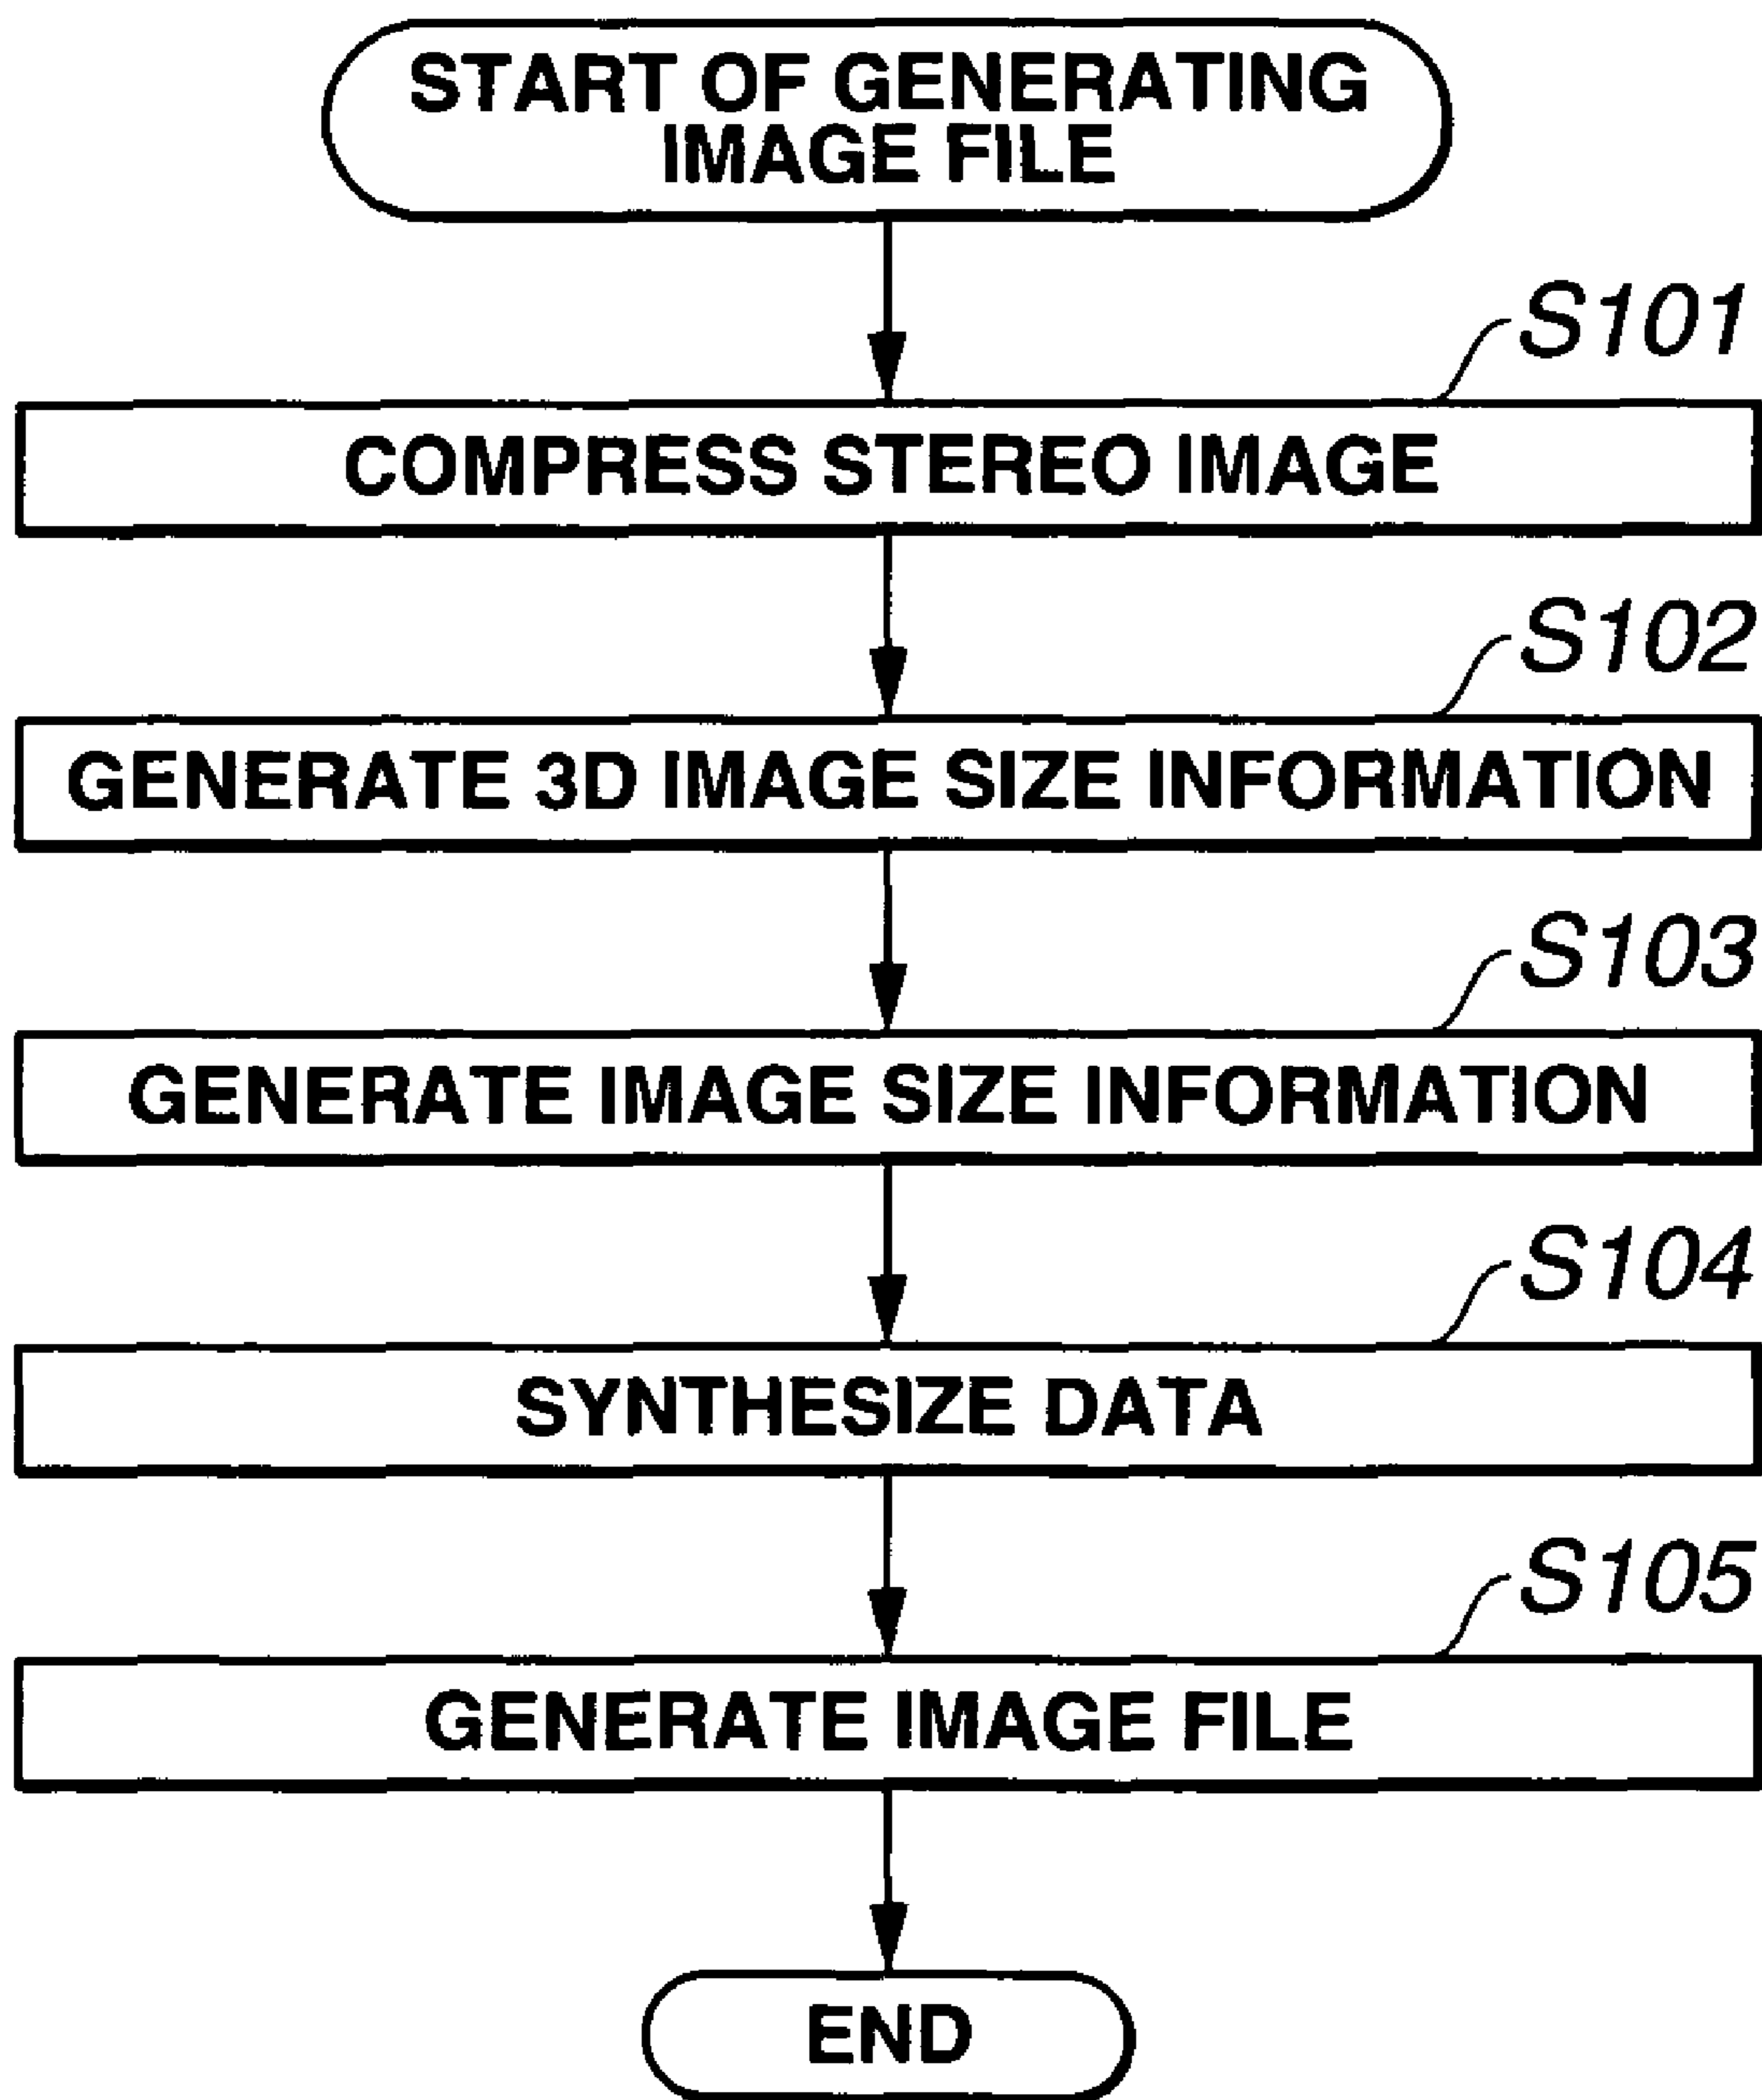 START OF GENERATING
IMAGE FILE
S101
COMPRESS STEREO IMAGE
S102
GENERATE 3D IMAGE SIZE INFORMATION
S103
GENERATE IMAGE SIZE INFORMATION
S104
SYNTHESIZE DATA
S105
GENERATE IMAGE FILE
END